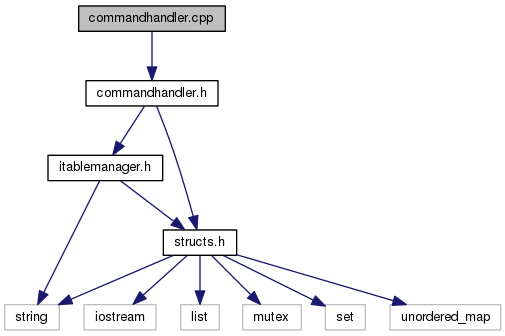 commandhandler.cpp
commandhandler.h
itablemanager.h
structs.h
string
iostream
list
mutex
set
unordered_map